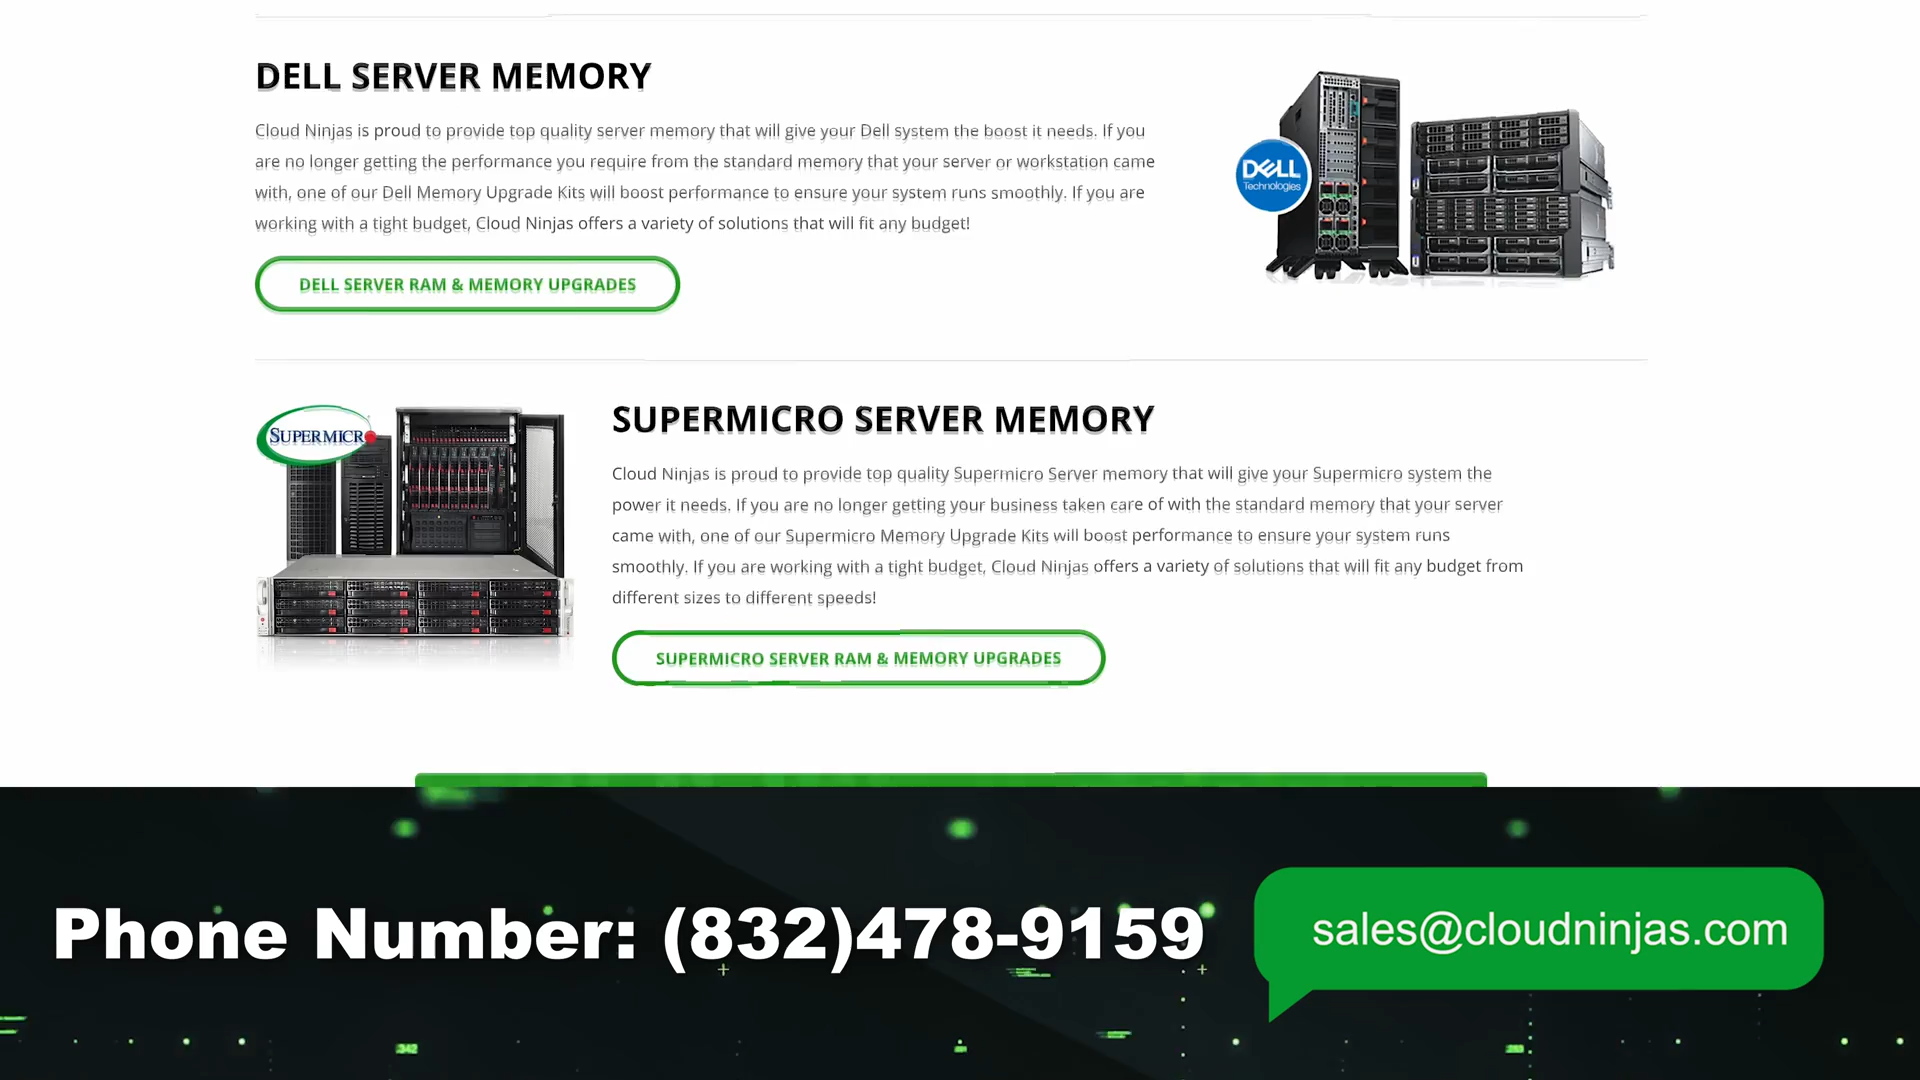 DELL SERVER MEMORY
Cloud Ninjas is proud to provide top quality server memory that will give your Dell system the boost it needs. If you
are no longer getting the performance you require from the standard memory that your server or workstation came
with, one of our Dell Memory Upgrade Kits will boost performance to ensure your system runs smoothly. If you are
working with a tight budget, Cloud Ninjas offers a variety of solutions that will fit any budget!
DELL SERVER RAM & MEMORY UPGRADES
DELL
Technologies
SUPERMICR
SUPERMICRO SERVER MEMORY
Cloud Ninjas is proud to provide top quality Supermicro Server memory that will give your Supermicro system the
power it needs. If you are no longer getting your business taken care of with the standard memory that your server
came with, one of our Supermicro Memory Upgrade Kits will boost performance to ensure your system runs
smoothly. If you are working with a tight budget, Cloud Ninjas offers a variety of solutions that will fit any budget from
different sizes to different speeds!
SUPERMICRO SERVER RAM & MEMORY UPGRADES
Phone Number: (832)478-9159
sales@cloudninjas.com